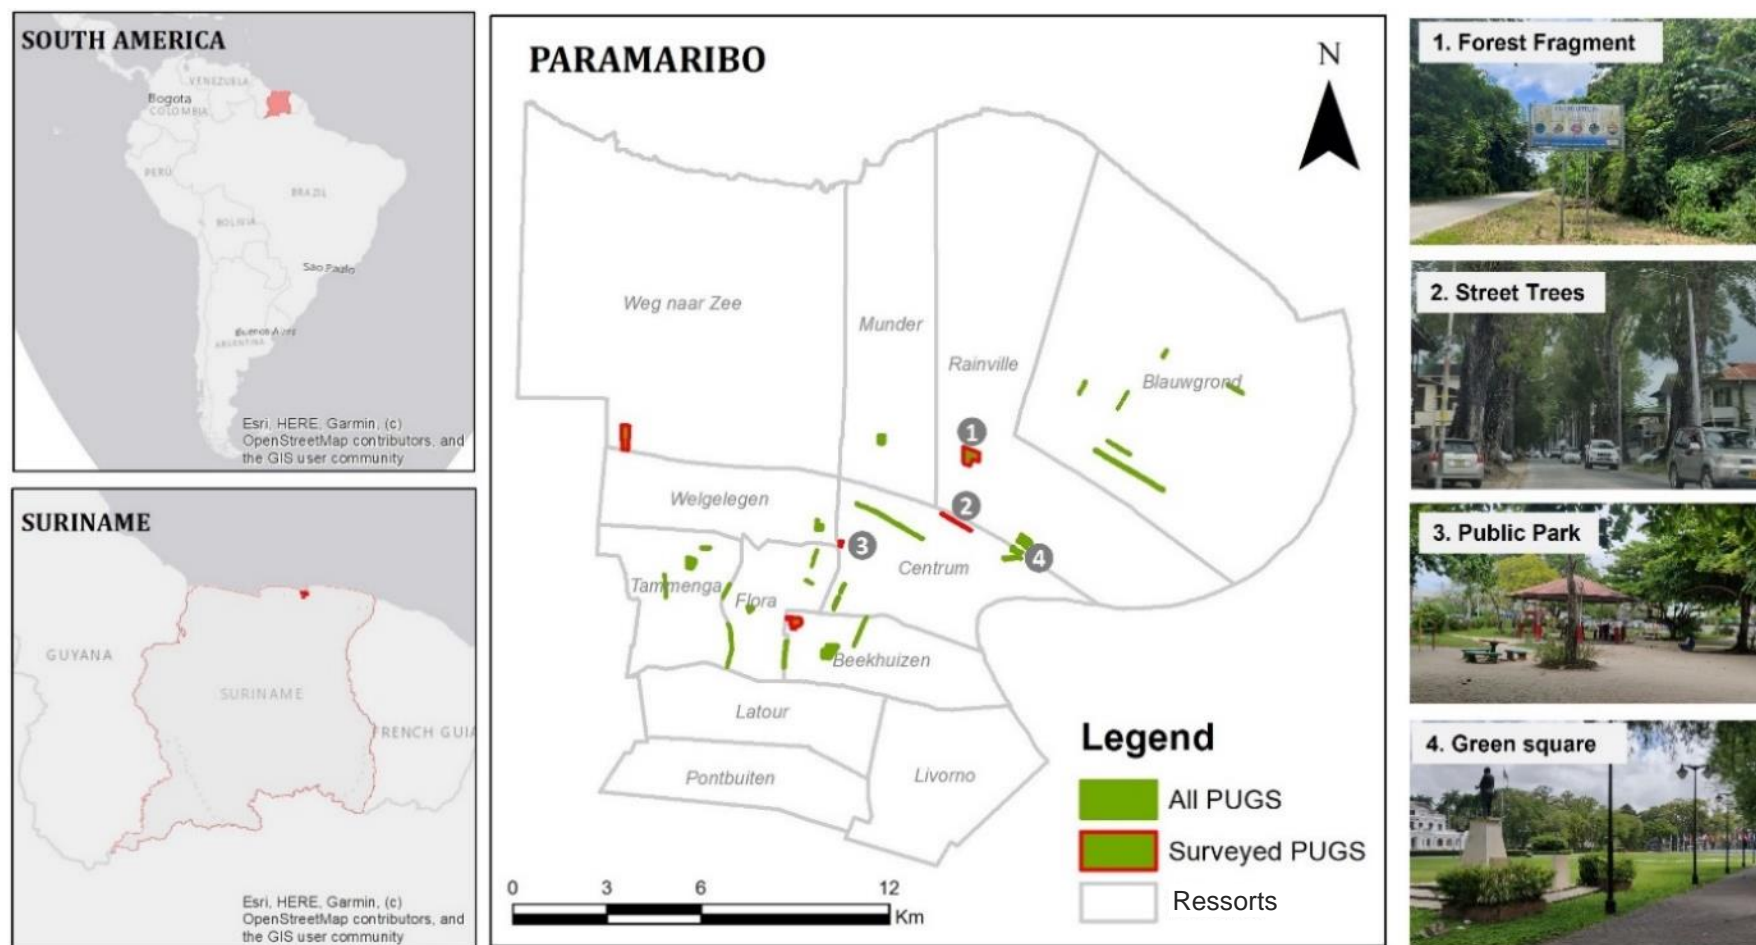 SOUTH AMERICA
VENEZUELA
Bogota
COLOMBIA
PERU
BRAZIL
BOLIVIA
São Paulo
Buenos Aires
ARGENTINA
Esri, HERE, Garmin, (c)
OpenStreetMap contributors, and
the GIS user community
SURINAME
GUYANA
SURINAME
FRENCH GUIA
Esri, HERE, Garmin, (c)
OpenStreetMap contributors, and
the GIS user community
PARAMARIBO
N
Weg naar Zee
Munder
Rainville
Blauwgrond
1
Welgelegen
2
3
4
Centrum
Tammenga
Flora
Beekhuizen
Latour
Pontbuiten
Livorno
Legend
All PUGS
Surveyed PUGS
Ressorts
0 3 6 12
Km
1. Forest Fragment
2. Street Trees
3. Public Park
4. Green square